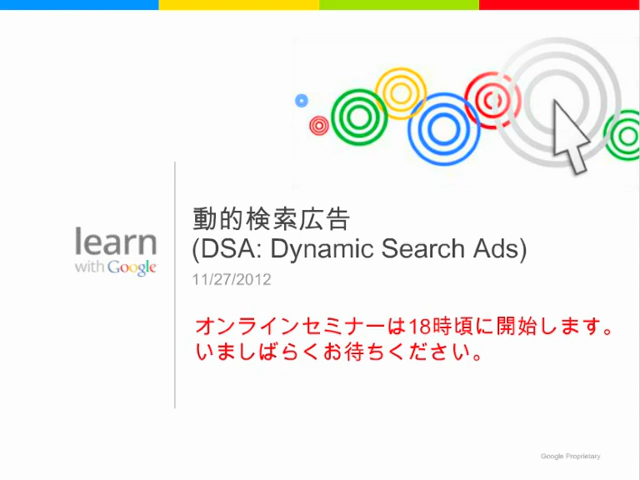 learn
with Google
動的検索広告
(DSA: Dynamic Search Ads)
11/27/2012
オンラインセミナーは18時頃に開始します。
いましばらくお待ちください。
Google Proprietary